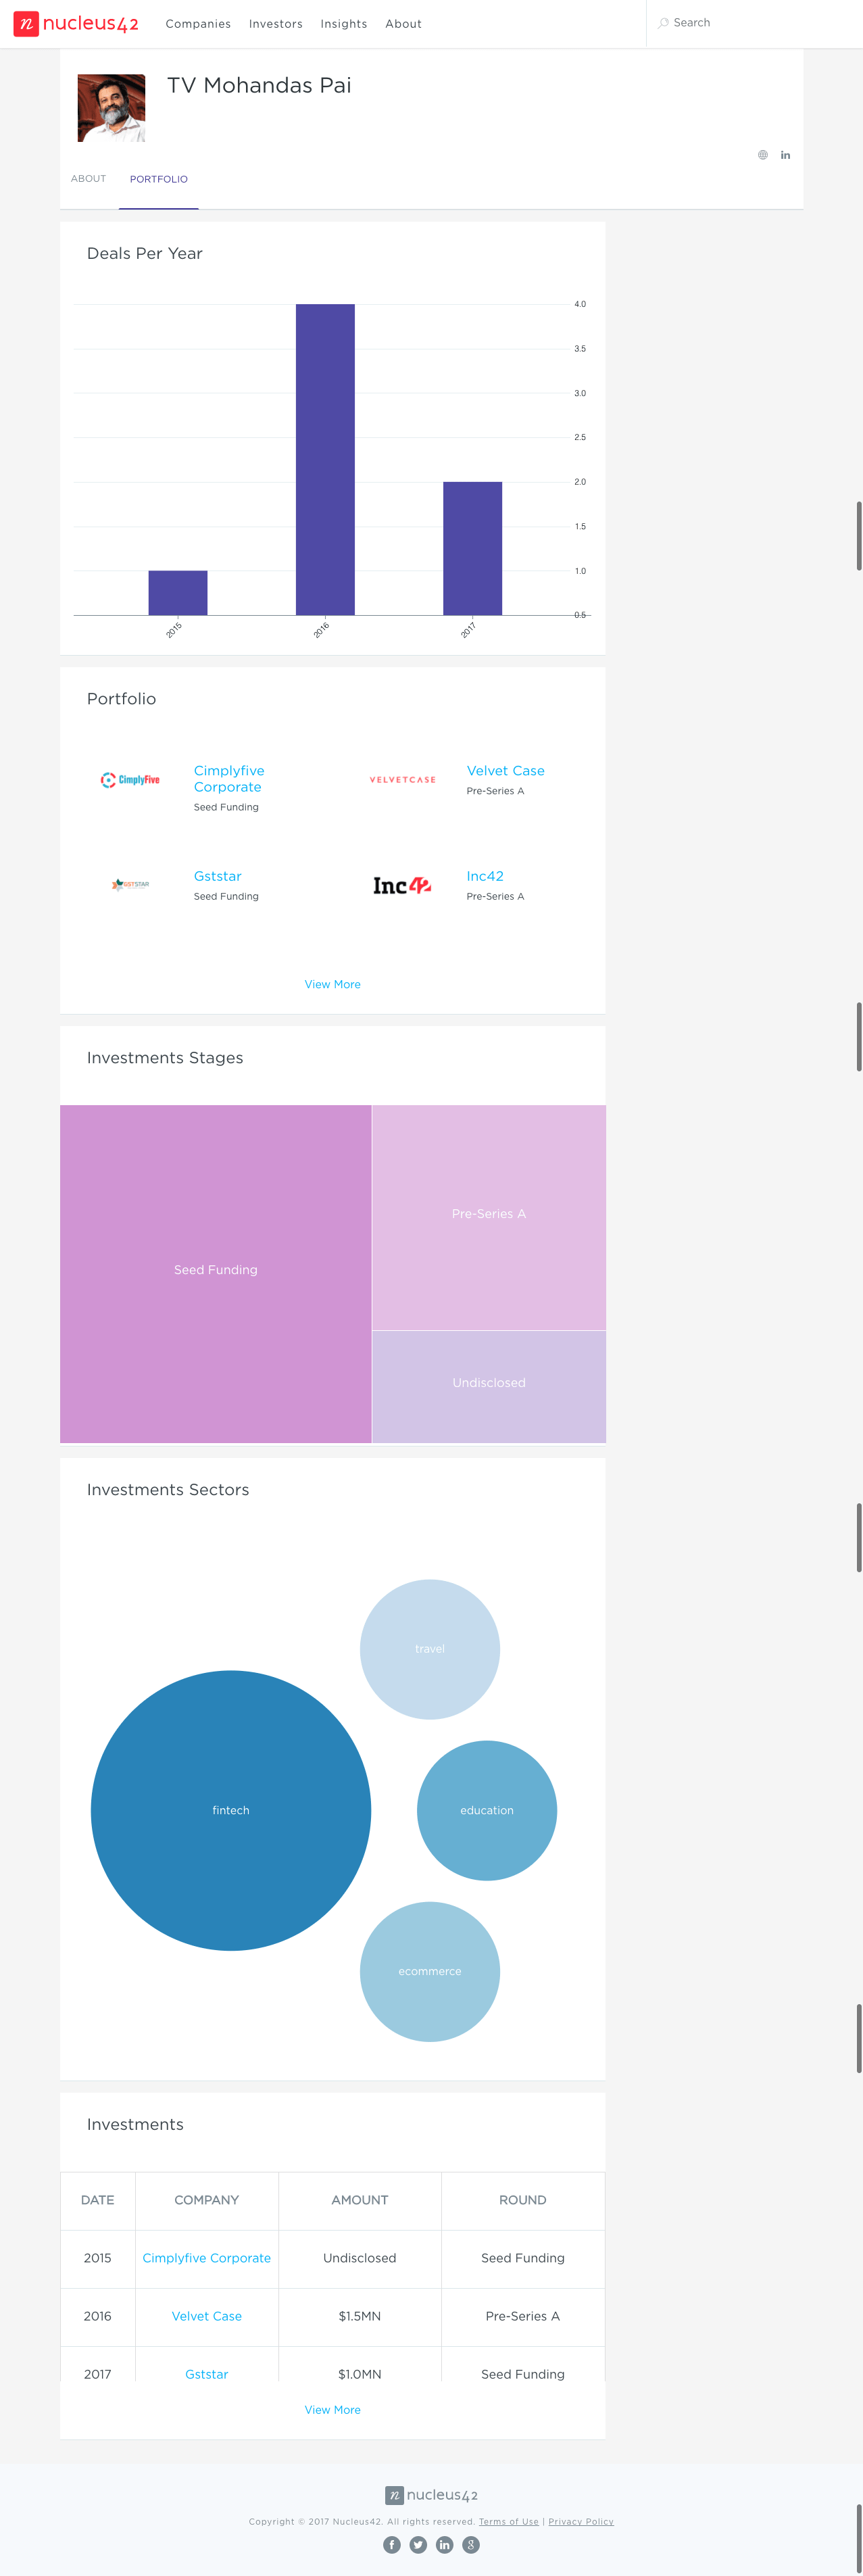 n nucleus42
Companies Investors Insights About
Search
TV Mohandas Pai
in
ABOUT PORTFOLIO
Deals Per Year
4.0
3.5
3.0
2.5
2.0
1.5
1.0
0.5
2015 2016 2017
Portfolio
CimplyFive
Cimplyfive
Corporate
Seed Funding
VELVETCASE
Velvet Case
Pre-Series A
GSTSTAR
Gststar
Seed Funding
Inc42
Inc42
Pre-Series A
View More
Investments Stages
Seed Funding
Pre-Series A
Undisclosed
Investments Sectors
travel
fintech
education
ecommerce
Investments
DATE COMPANY AMOUNT ROUND
2015 Cimplyfive Corporate Undisclosed Seed Funding
2016 Velvet Case $1.5MN Pre-Series A
2017 Gststar $1.0MN Seed Funding
View More
n nucleus42
Copyright © 2017 Nucleus42. All rights reserved. Terms of Use | Privacy Policy
f in g